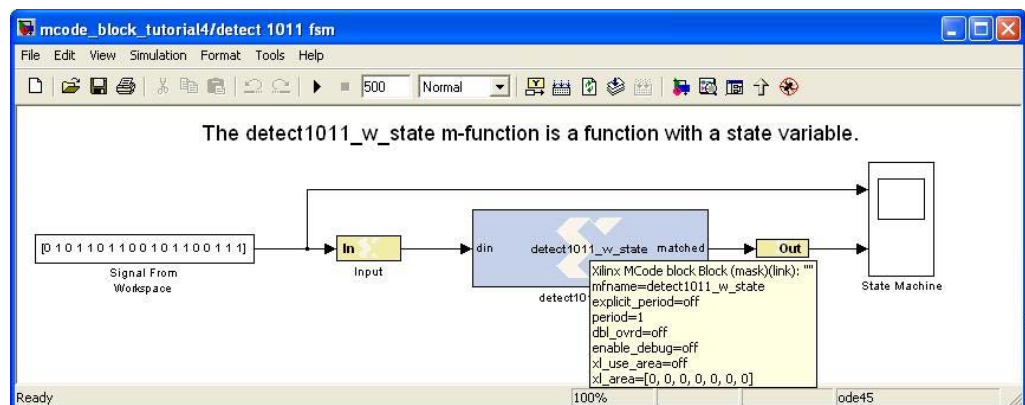 mcode_block_tutorial4/detect 1011 fsm
File Edit View Simulation Format Tools Help
500 Normal
The detect1011_w_state m-function is a function with a state variable.
[0 1 0 1 1 0 1 1 0 0 1 0 1 1 0 0 1 1 1]
Signal From
Workspace
In
Input
din detect1011_w_state matched
detect10
Out
State Machine
Xilinx MCode block Block (mask)(link): ""
mfname=detect1011_w_state
explicit_period=off
period=1
dbl_ovrd=off
enable_debug=off
xl_use_area=off
xl_area=[0, 0, 0, 0, 0, 0, 0]
Ready 100% ode45